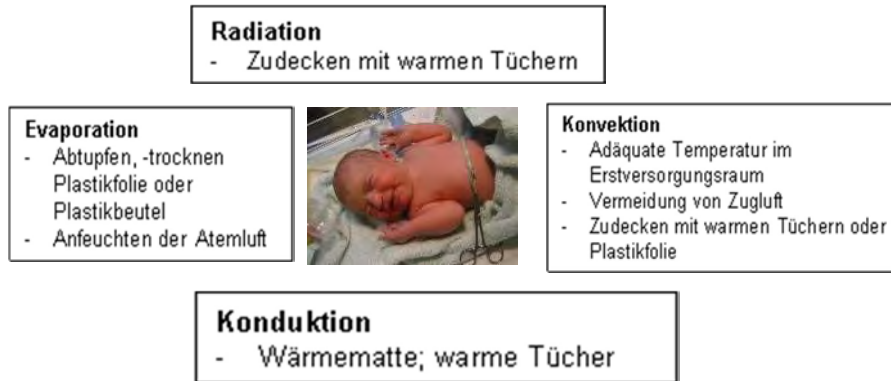 Radiation
- Zudecken mit warmen Tüchern
Evaporation
- Abtupfen, -trocknen
Plastikfolie oder
Plastikbeutel
- Anfeuchten der Atemluft
Konvektion
- Adäquate Temperatur im
Erstversorgungsraum
- Vermeidung von Zugluft
- Zudecken mit warmen Tüchern oder
Plastikfolie
Konduktion
- Wärmematte; warme Tücher